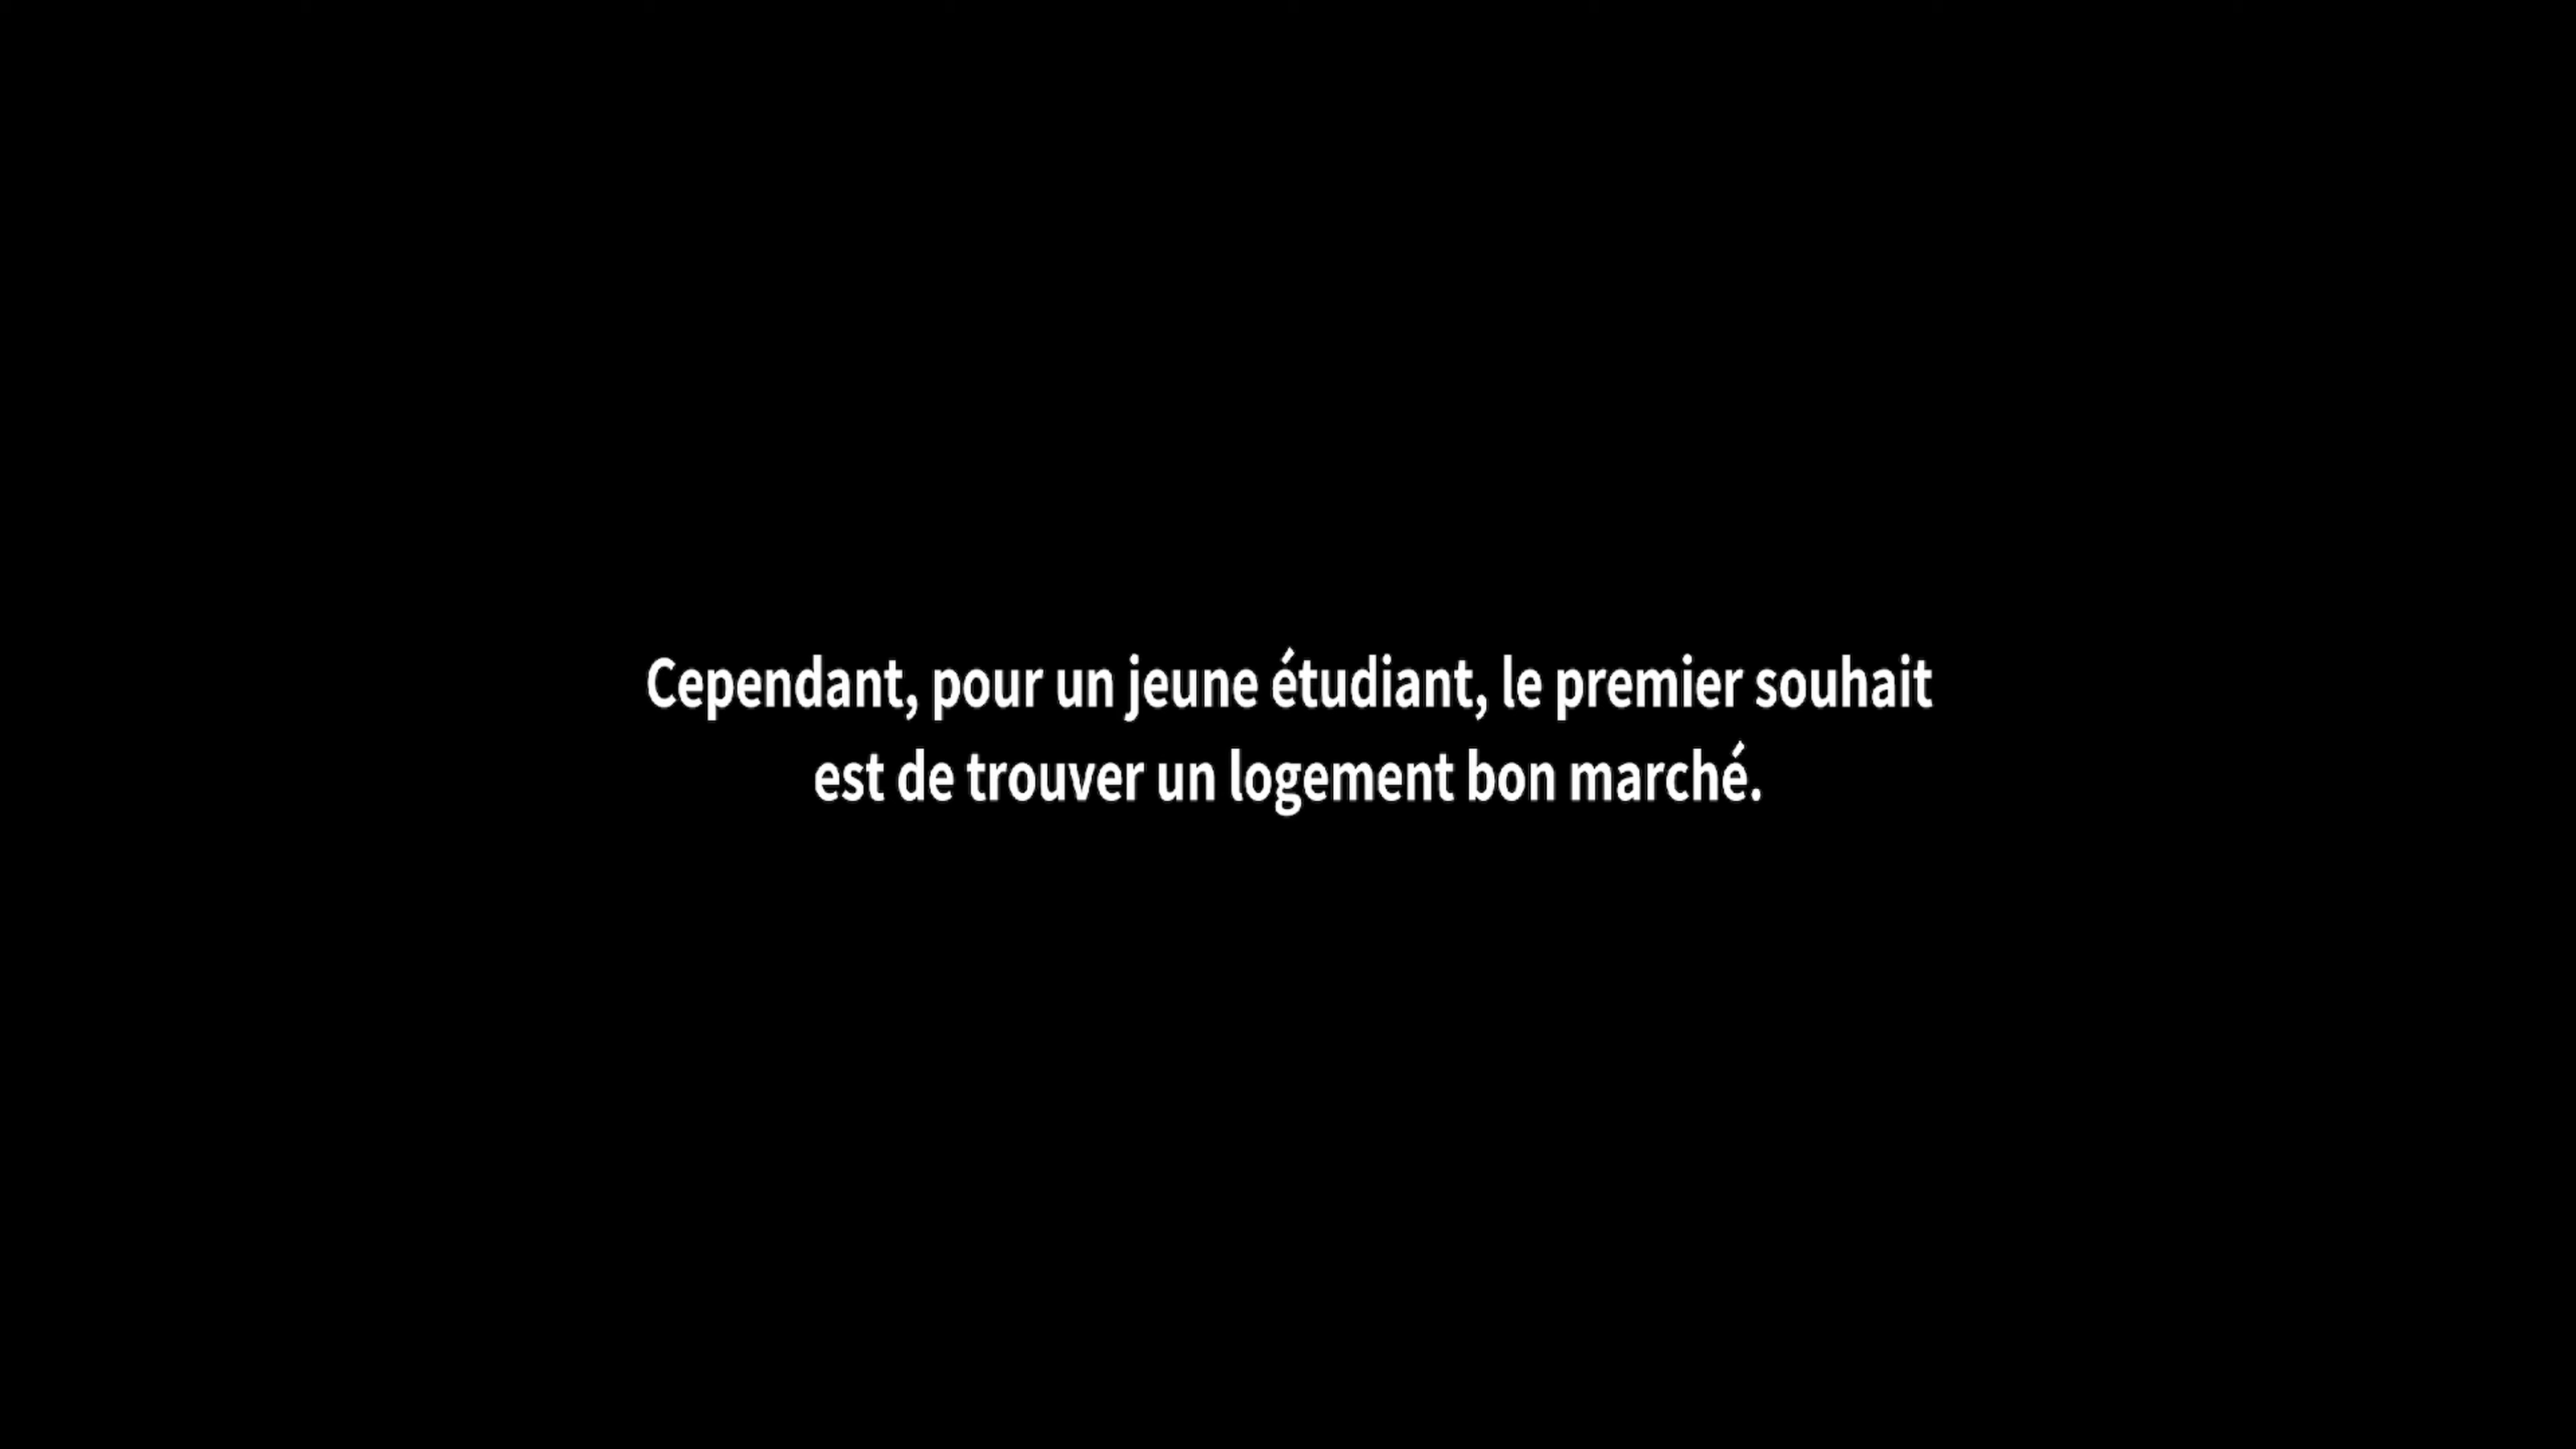 Cependant, pour un jeune étudiant, le premier souhait
est de trouver un logement bon marché.